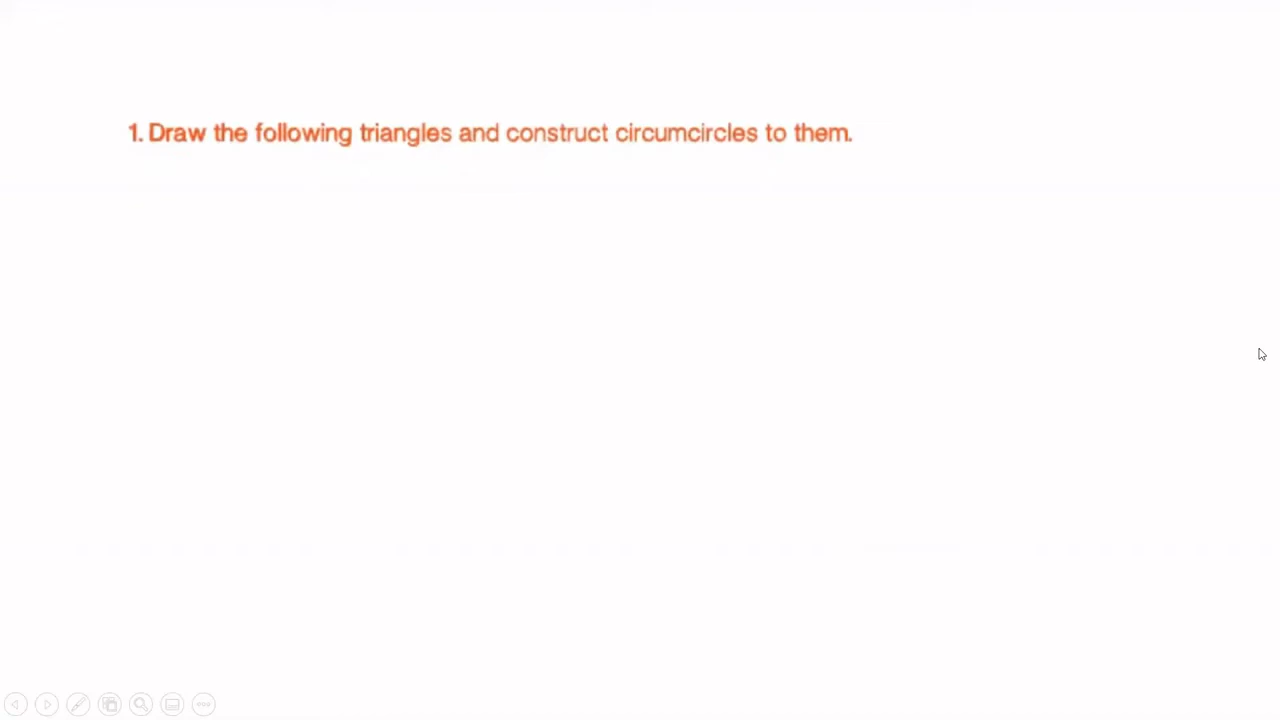 1. Draw the following triangles and construct circumcircles to them.